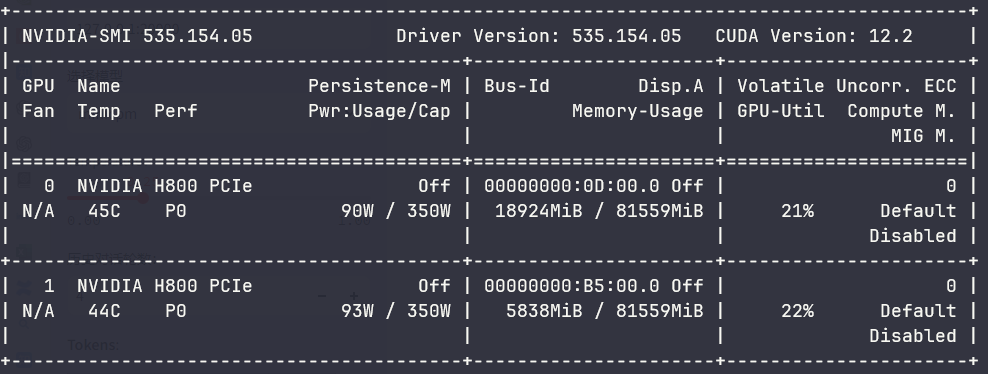 +---------------------------------------------------------------------------------------+
| NVIDIA-SMI 535.154.05             Driver Version: 535.154.05   CUDA Version: 12.2     |
|-----------------------------------------+----------------------+----------------------+
| GPU  Name                 Persistence-M | Bus-Id        Disp.A | Volatile Uncorr. ECC |
| Fan  Temp   Perf          Pwr:Usage/Cap |         Memory-Usage | GPU-Util  Compute M. |
|                                         |                      |               MIG M. |
|=========================================+======================+======================|
|   0  NVIDIA H800 PCIe               Off | 00000000:0D:00.0 Off |                    0 |
| N/A   45C    P0              90W / 350W |  18924MiB / 81559MiB |     21%      Default |
|                                         |                      |             Disabled |
+-----------------------------------------+----------------------+----------------------+
|   1  NVIDIA H800 PCIe               Off | 00000000:B5:00.0 Off |                    0 |
| N/A   44C    P0              93W / 350W |   5838MiB / 81559MiB |     22%      Default |
|                                         |                      |             Disabled |
+-----------------------------------------+----------------------+----------------------+
Tokens